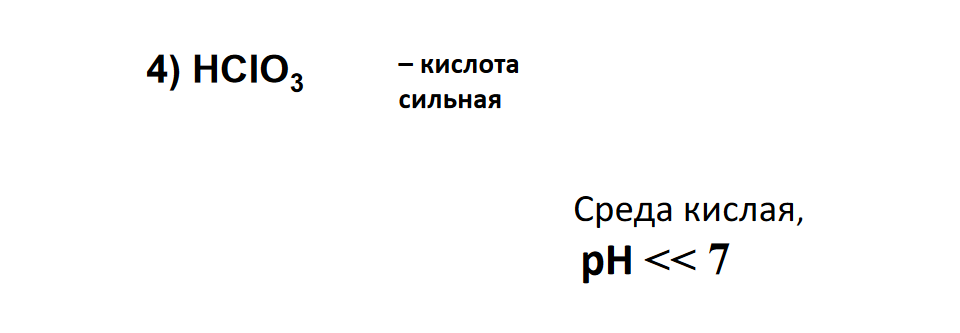 4) HClO₃
– кислота
сильная
Среда кислая,
pH << 7